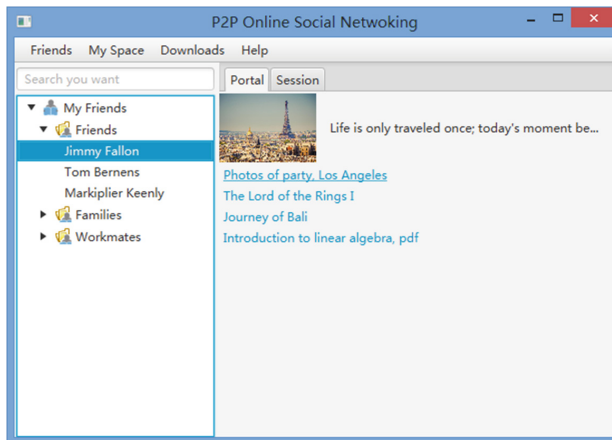 P2P Online Social Netwoking
Friends My Space Downloads Help
Search you want
Portal Session
My Friends
Friends
Jimmy Fallon
Tom Bernens
Markiplier Keenly
Families
Workmates
Life is only traveled once; today's moment be...
Photos of party, Los Angeles
The Lord of the Rings I
Journey of Bali
Introduction to linear algebra, pdf